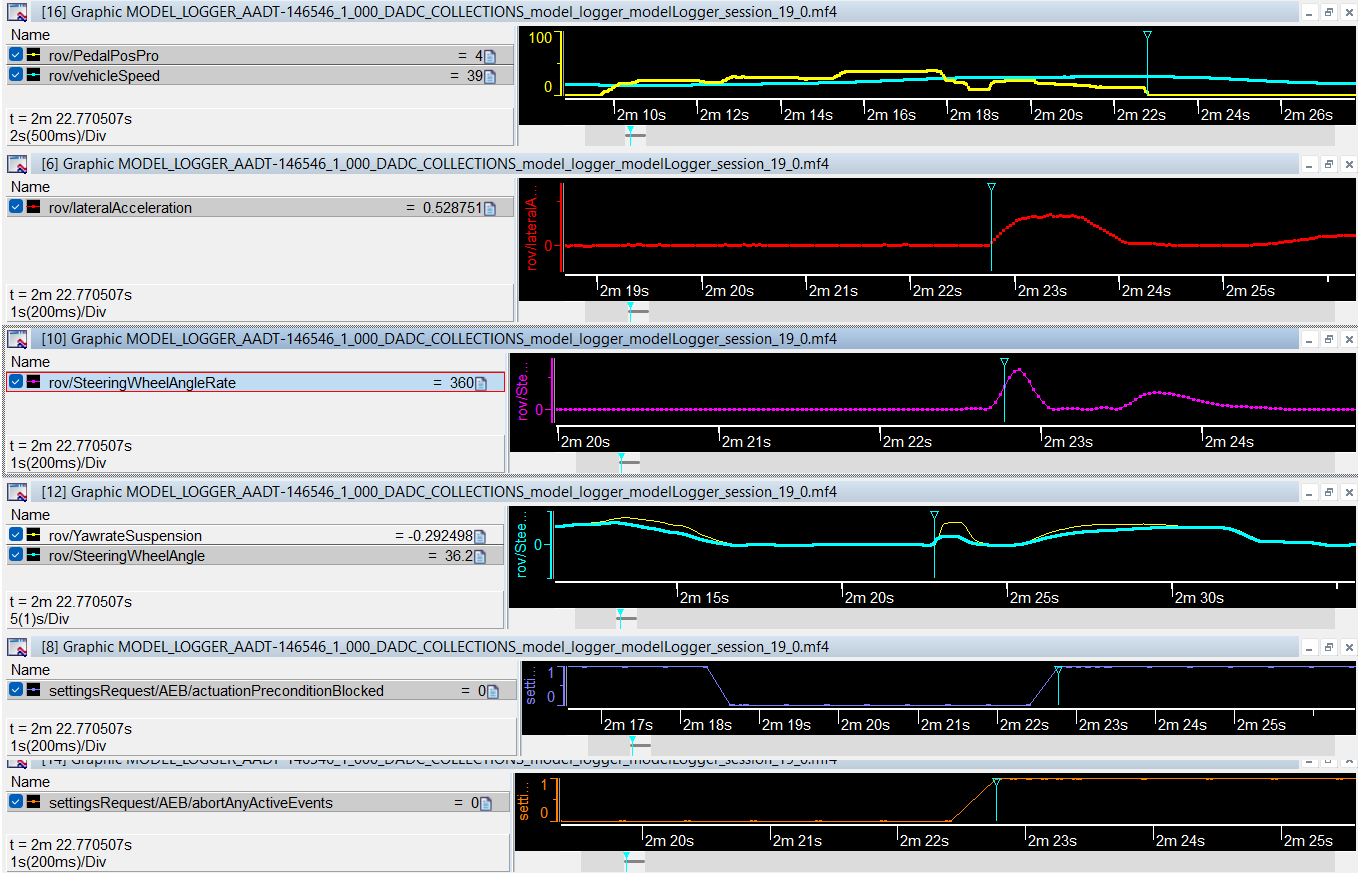 [16] Graphic MODEL_LOGGER_AADT-146546_1_000_DADC_COLLECTIONS_model_logger_modelLogger_session_19_0.mf4
Name
rov/PedalPosPro = 4
rov/vehicleSpeed = 39
t = 2m 22.770507s
2s(500ms)/Div
100
0
2m 10s 2m 12s 2m 14s 2m 16s 2m 18s 2m 20s 2m 22s 2m 24s 2m 26s
[6] Graphic MODEL_LOGGER_AADT-146546_1_000_DADC_COLLECTIONS_model_logger_modelLogger_session_19_0.mf4
Name
rov/lateralAcceleration = 0.528751
t = 2m 22.770507s
1s(200ms)/Div
rov/lateralA...
0
2m 19s 2m 20s 2m 21s 2m 22s 2m 23s 2m 24s 2m 25s
[10] Graphic MODEL_LOGGER_AADT-146546_1_000_DADC_COLLECTIONS_model_logger_modelLogger_session_19_0.mf4
Name
rov/SteeringWheelAngleRate = 360
t = 2m 22.770507s
1s(200ms)/Div
rov/Ste...
0
2m 20s 2m 21s 2m 22s 2m 23s 2m 24s
[12] Graphic MODEL_LOGGER_AADT-146546_1_000_DADC_COLLECTIONS_model_logger_modelLogger_session_19_0.mf4
Name
rov/YawrateSuspension = -0.292498
rov/SteeringWheelAngle = 36.2
t = 2m 22.770507s
5(1)s/Div
rov/Stee...
0
2m 15s 2m 20s 2m 25s 2m 30s
[8] Graphic MODEL_LOGGER_AADT-146546_1_000_DADC_COLLECTIONS_model_logger_modelLogger_session_19_0.mf4
Name
settingsRequest/AEB/actuationPreconditionBlocked = 0
t = 2m 22.770507s
1s(200ms)/Div
setti...
1
0
2m 17s 2m 18s 2m 19s 2m 20s 2m 21s 2m 22s 2m 23s 2m 24s 2m 25s
[14] Graphic MODEL_LOGGER_AADT-146546_1_000_DADC_COLLECTIONS_model_logger_modelLogger_session_19_0.mf4
Name
settingsRequest/AEB/abortAnyActiveEvents = 0
t = 2m 22.770507s
1s(200ms)/Div
setti...
1
0
2m 20s 2m 21s 2m 22s 2m 23s 2m 24s 2m 25s